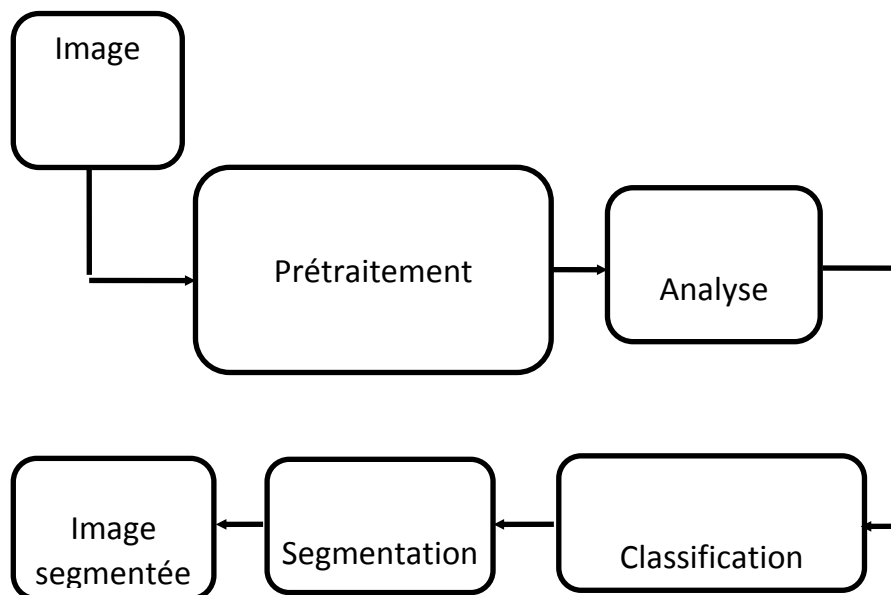 Image
Prétraitement
Analyse
Classification
Segmentation
Image
segmentée